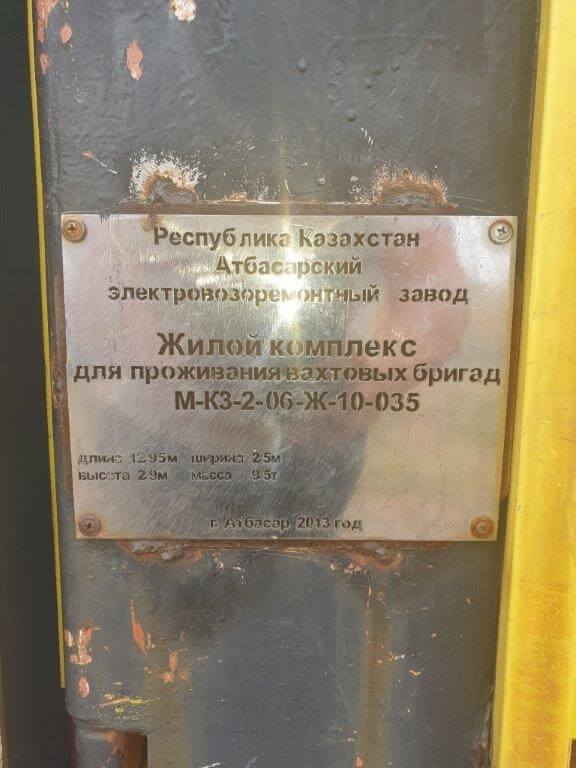 Республика Казахстан
Атбасарский
электровозоремонтный завод
Жилой комплекс
для проживания вахтовых бригад
М-КЗ-2-06-Ж-10-035
длина 12.95м ширина 2.5м
высота 2.9м масса 9.5т
г. Атбасар 2013 год